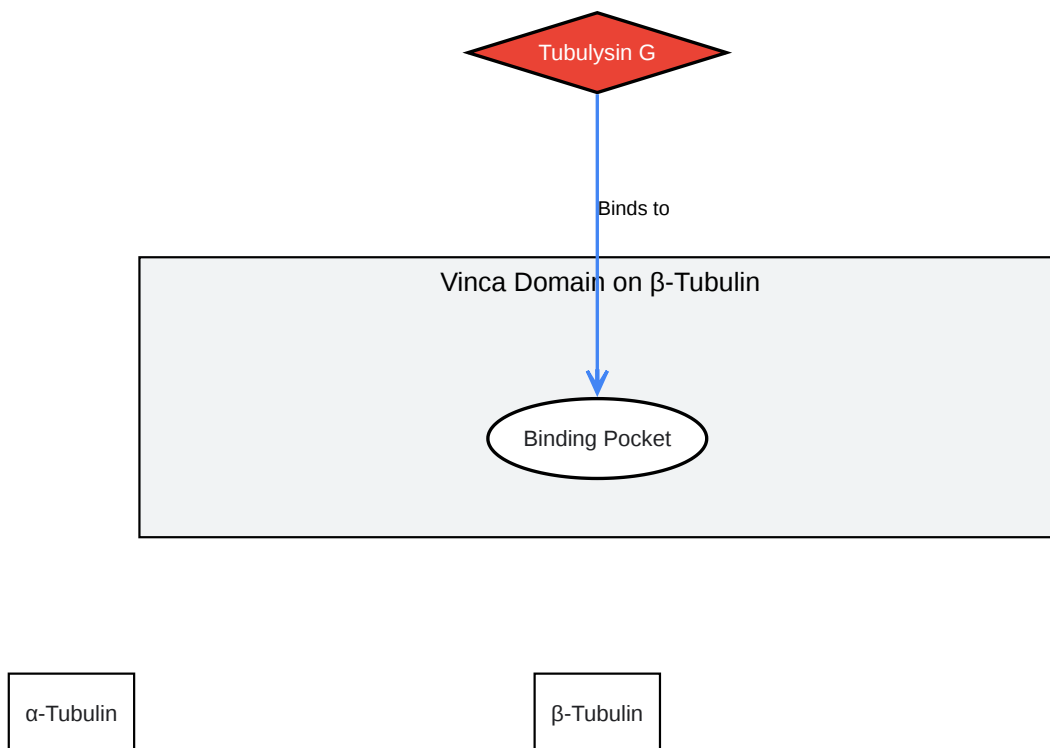 Tubulysin G
Binds to
Vinca Domain on β-Tubulin
Binding Pocket
α-Tubulin
β-Tubulin